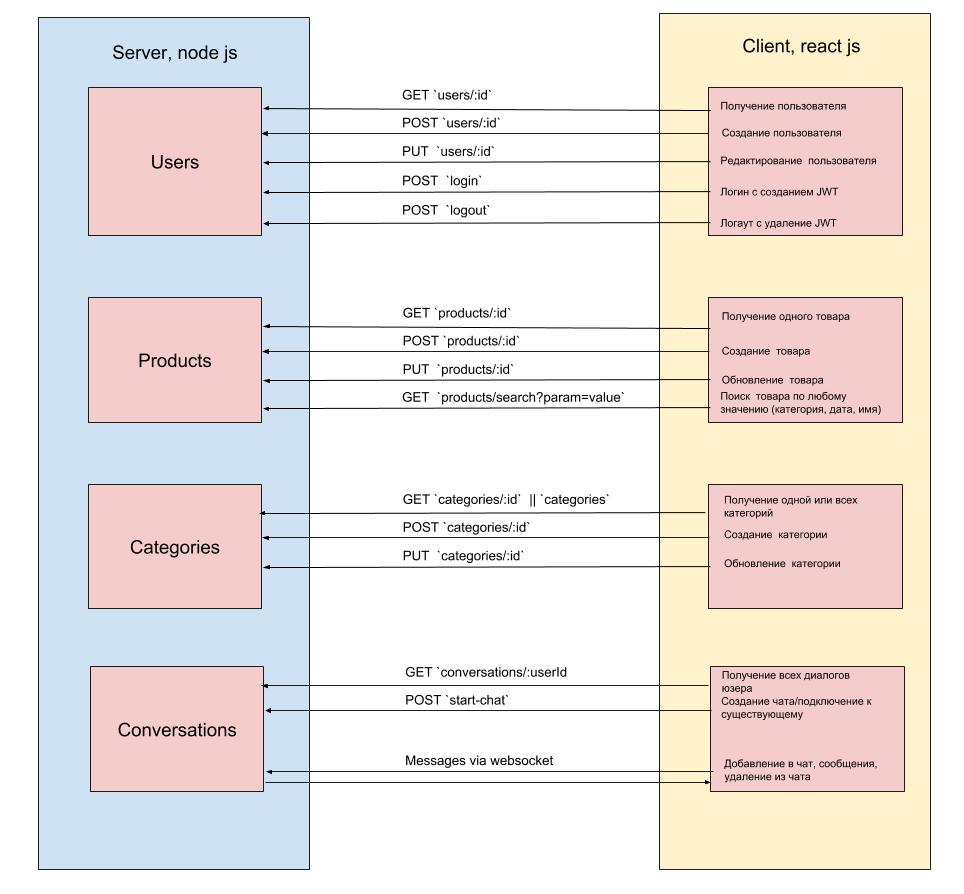 Server, node js
Client, react js
Users
GET `users/:id`
POST `users/:id`
PUT `users/:id`
POST `login`
POST `logout`
Получение пользователя
Создание пользователя
Редактирование пользователя
Логин с созданием JWT
Логаут с удаление JWT
Products
GET `products/:id`
POST `products/:id`
PUT `products/:id`
GET `products/search?param=value`
Получение одного товара
Создание товара
Обновление товара
Поиск товара по любому
значению (категория, дата, имя)
Categories
GET `categories/:id` || `categories`
POST `categories/:id`
PUT `categories/:id`
Получение одной или всех
категорий
Создание категории
Обновление категории
Conversations
GET `conversations/:userId
POST `start-chat`
Messages via websocket
Получение всех диалогов
юзера
Создание чата/подключение к
существующему
Добавление в чат, сообщения,
удаление из чата